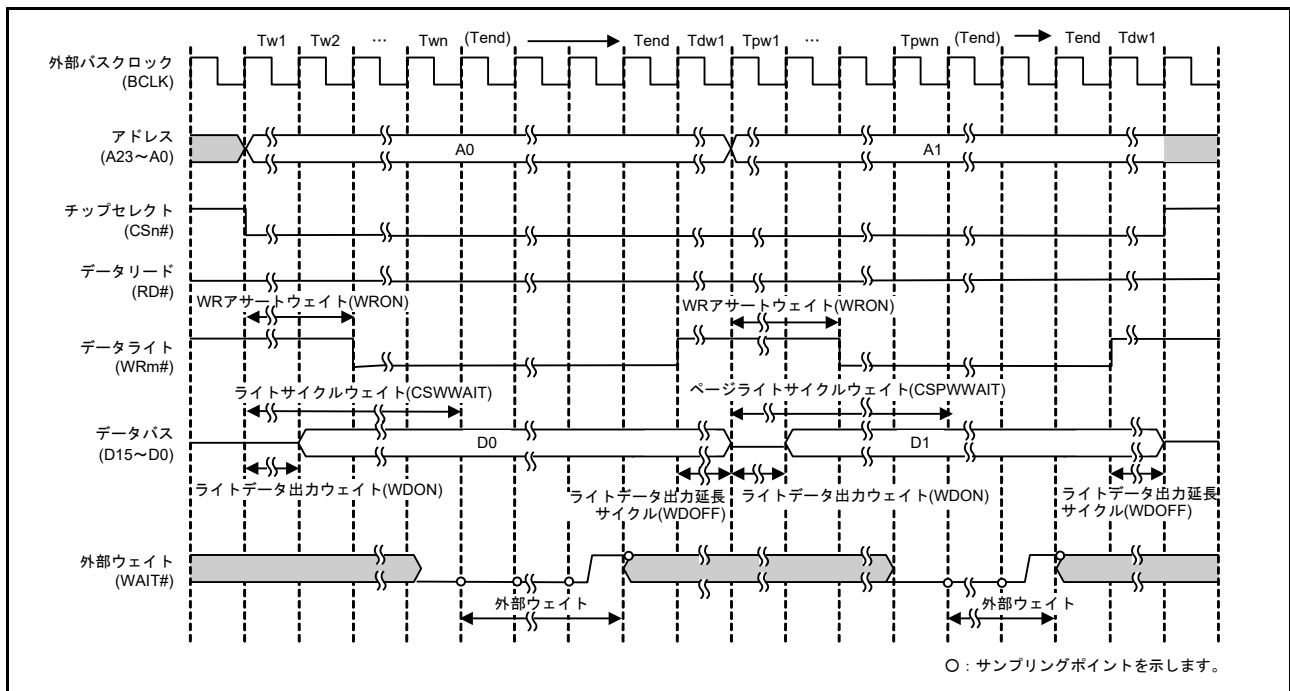 Tw1 Tw2 … Twn (Tend) Tend Tdw1 Tpw1 … Tpwn (Tend) Tend Tdw1
外部バスクロック
(BCLK)
アドレス
(A23～A0)
A0 A1
チップセレクト
(CSn#)
データリード
(RD#)
WRアサートウェイト(WRON) WRアサートウェイト(WRON)
データライト
(WRm#)
ライトサイクルウェイト(CSWWAIT) ページライトサイクルウェイト(CSPWWAIT)
データバス
(D15～D0)
D0 D1
ライトデータ出力ウェイト(WDON) ライトデータ出力延長
サイクル(WDOFF)
ライトデータ出力ウェイト(WDON) ライトデータ出力延長
サイクル(WDOFF)
外部ウェイト
(WAIT#)
外部ウェイト 外部ウェイト
○：サンプリングポイントを示します。